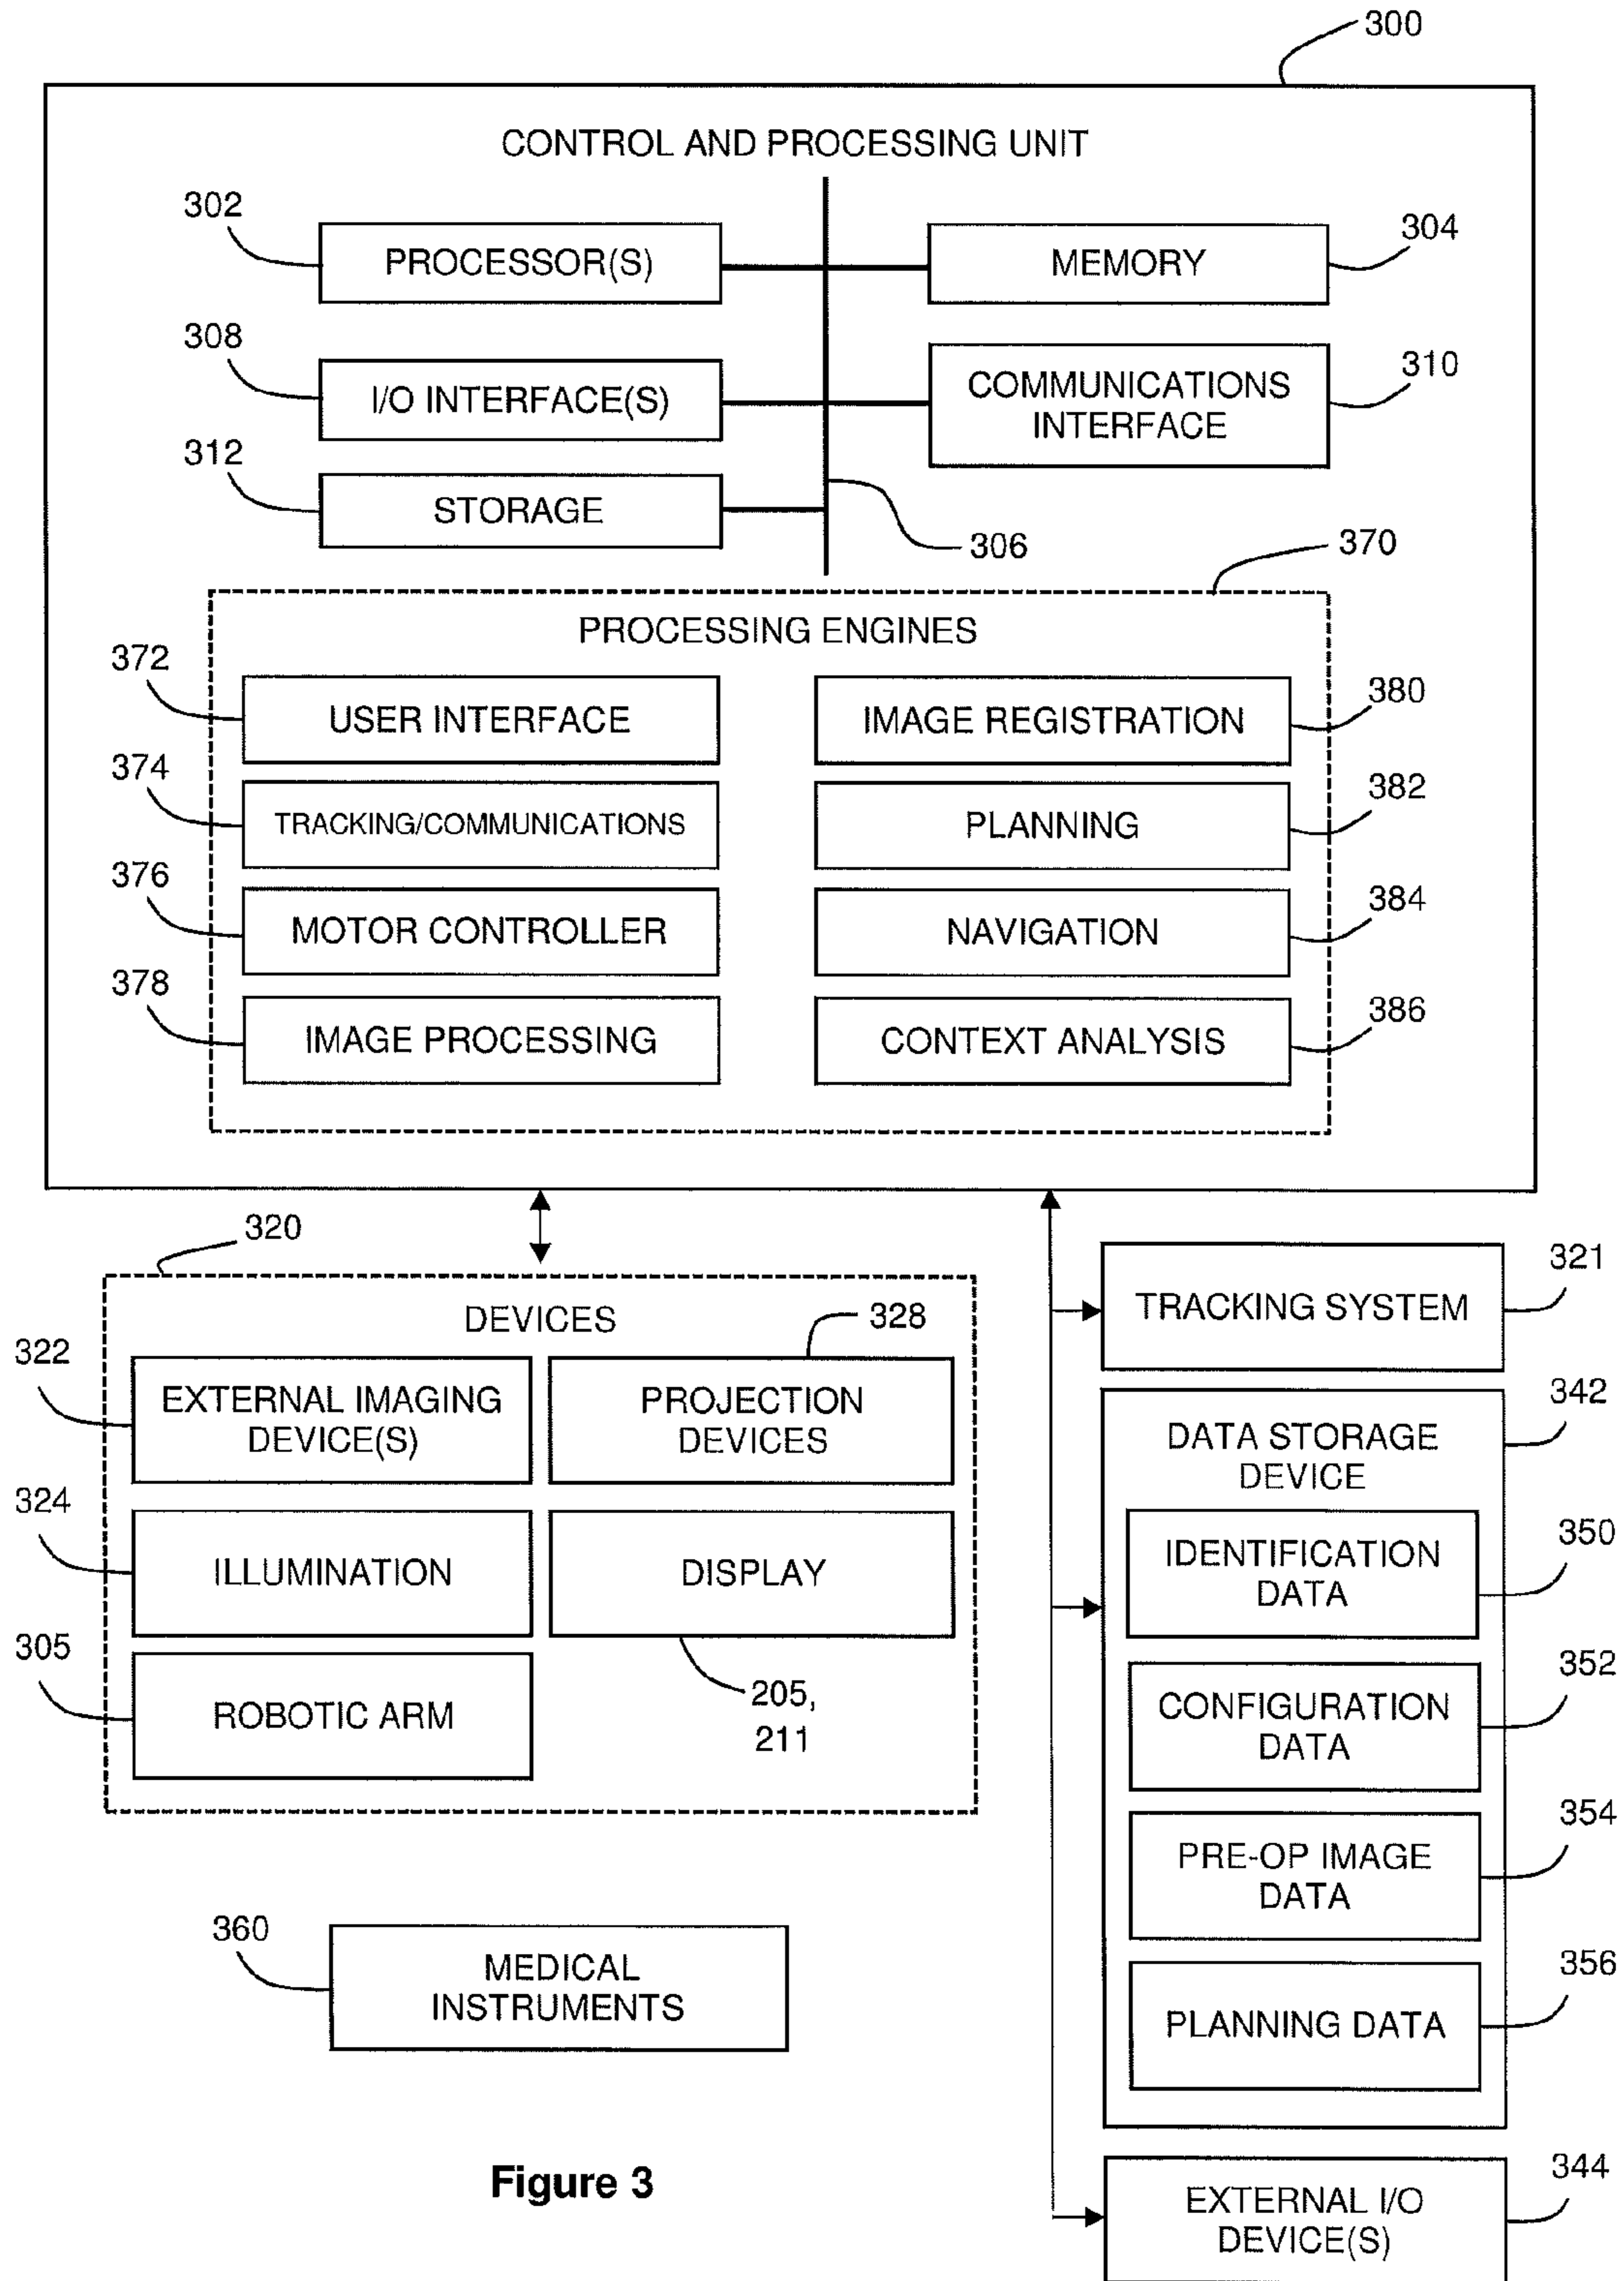 300
CONTROL AND PROCESSING UNIT
302
PROCESSOR(S)
MEMORY
304
308
I/O INTERFACE(S)
COMMUNICATIONS
INTERFACE
310
312
STORAGE
306
370
PROCESSING ENGINES
372
USER INTERFACE
IMAGE REGISTRATION
380
374
TRACKING/COMMUNICATIONS
PLANNING
382
376
MOTOR CONTROLLER
NAVIGATION
384
378
IMAGE PROCESSING
CONTEXT ANALYSIS
386
320
DEVICES
328
322
EXTERNAL IMAGING
DEVICE(S)
PROJECTION
DEVICES
324
ILLUMINATION
DISPLAY
305
ROBOTIC ARM
205,
211
360
MEDICAL
INSTRUMENTS
TRACKING SYSTEM
321
342
DATA STORAGE
DEVICE
IDENTIFICATION
DATA
350
CONFIGURATION
DATA
352
PRE-OP IMAGE
DATA
354
PLANNING DATA
356
EXTERNAL I/O
DEVICE(S)
344
Figure 3